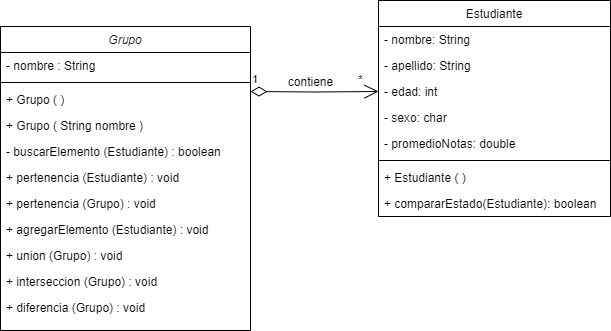 Grupo
- nombre : String
+ Grupo ( )
+ Grupo ( String nombre )
- buscarElemento (Estudiante) : boolean
+ pertenencia (Estudiante) : void
+ pertenencia (Grupo) : void
+ agregarElemento (Estudiante) : void
+ union (Grupo) : void
+ interseccion (Grupo) : void
+ diferencia (Grupo) : void
1 contiene *
Estudiante
- nombre: String
- apellido: String
- edad: int
- sexo: char
- promedioNotas: double
+ Estudiante ( )
+ compararEstado(Estudiante): boolean